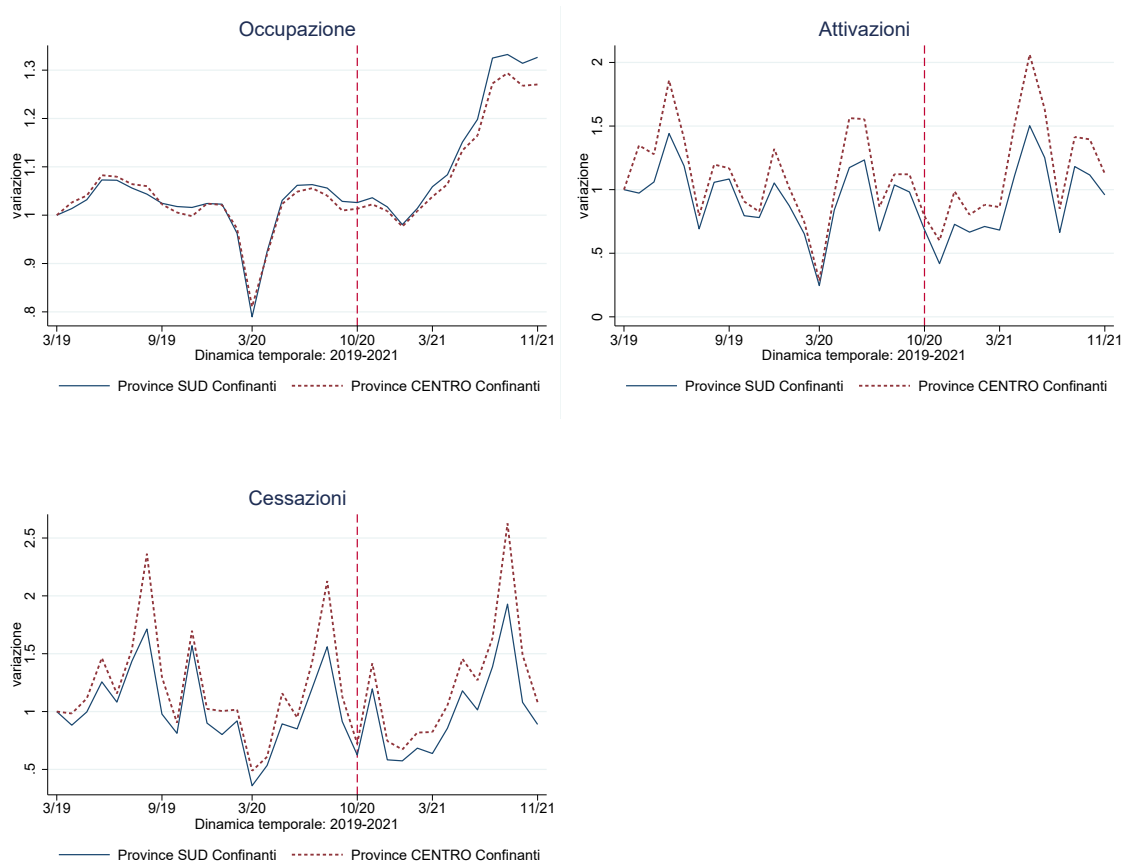 Occupazione
variazione
.8 .9 1 1.1 1.2 1.3
3/19 9/19 3/20 10/20 3/21 11/21
Dinamica temporale: 2019-2021
Province SUD Confinanti Province CENTRO Confinanti
Attivazioni
variazione
0 .5 1 1.5 2
3/19 9/19 3/20 10/20 3/21 11/21
Dinamica temporale: 2019-2021
Province SUD Confinanti Province CENTRO Confinanti
Cessazioni
variazione
.5 1 1.5 2 2.5
3/19 9/19 3/20 10/20 3/21 11/21
Dinamica temporale: 2019-2021
Province SUD Confinanti Province CENTRO Confinanti